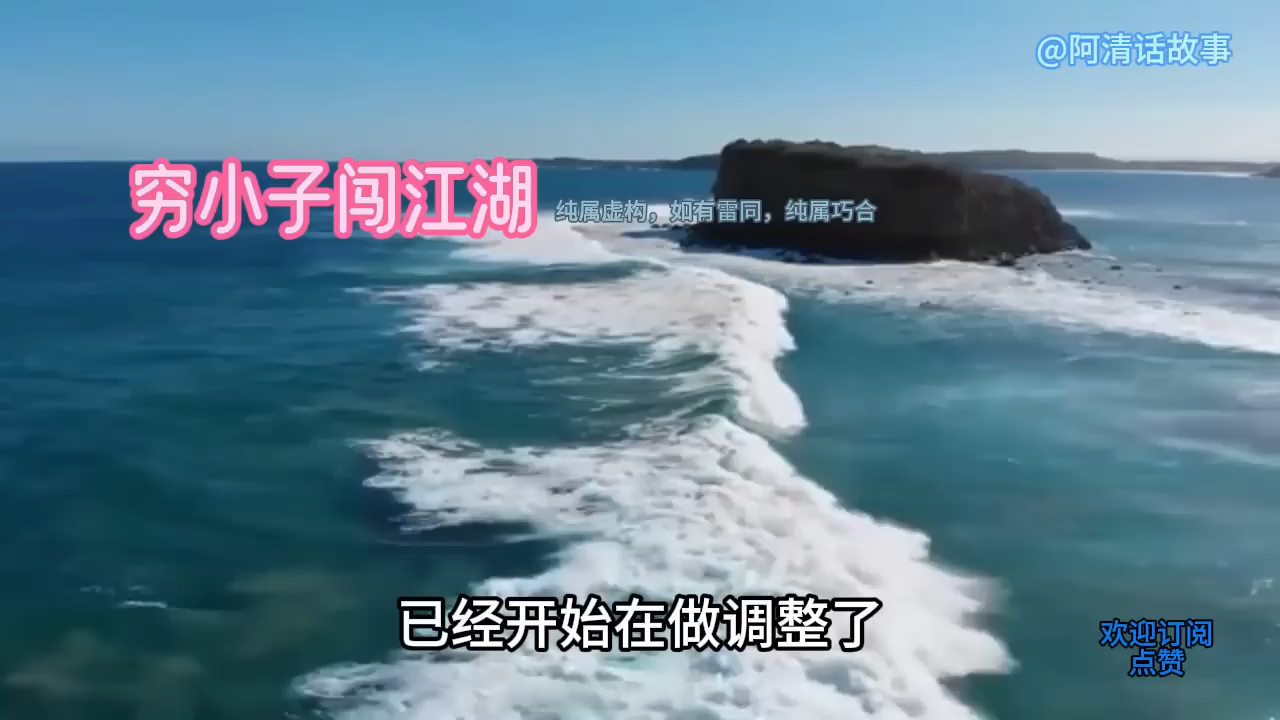 @阿清话故事
穷小子闯江湖
纯属虚构，如有雷同，纯属巧合
已经开始在做调整了
欢迎订阅
点赞